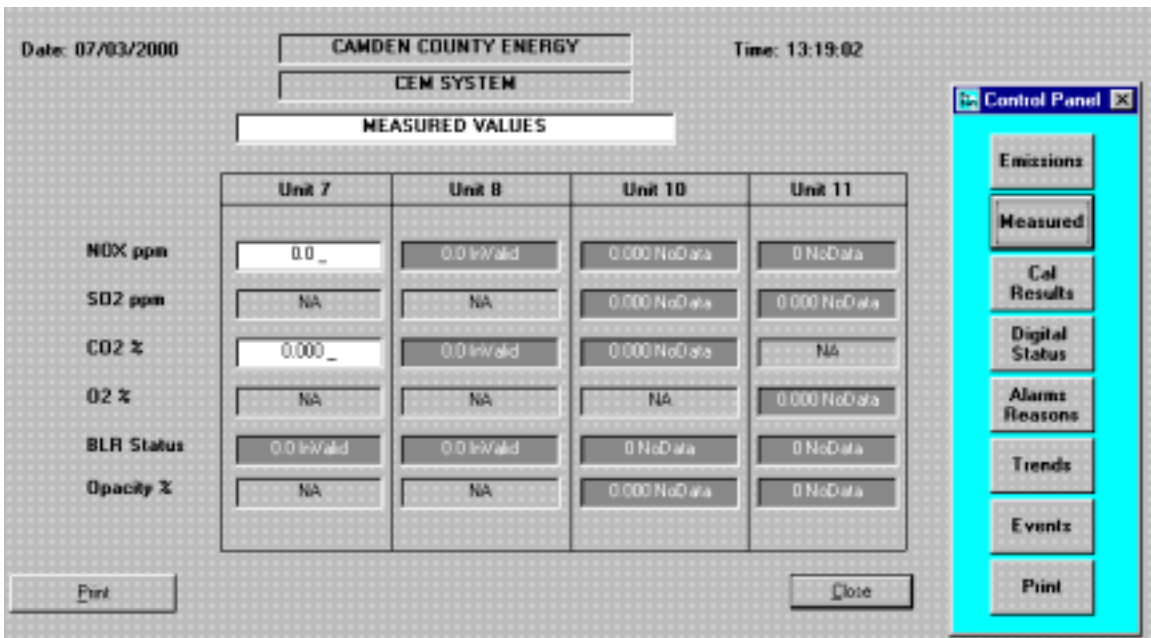 Date: 07/03/2000 CAMDEN COUNTY ENERGY Time: 13:19:02
CEM SYSTEM
MEASURED VALUES
Unit 7 Unit 8 Unit 10 Unit 11
NOX ppm 0.0 _ 0.0 InValid 0.000 NoData 0 NoData
SO2 ppm NA NA 0.000 NoData 0.000 NoData
CO2 % 0.000 _ 0.0 InValid 0.000 NoData NA
O2 % NA NA NA 0.000 NoData
BLR Status 0.0 InValid 0.0 InValid 0 NoData 0 NoData
Opacity % NA NA 0.000 NoData 0 NoData
Print Close
Control Panel
Emissions
Measured
Cal
Results
Digital
Status
Alarms
Reasons
Trends
Events
Print